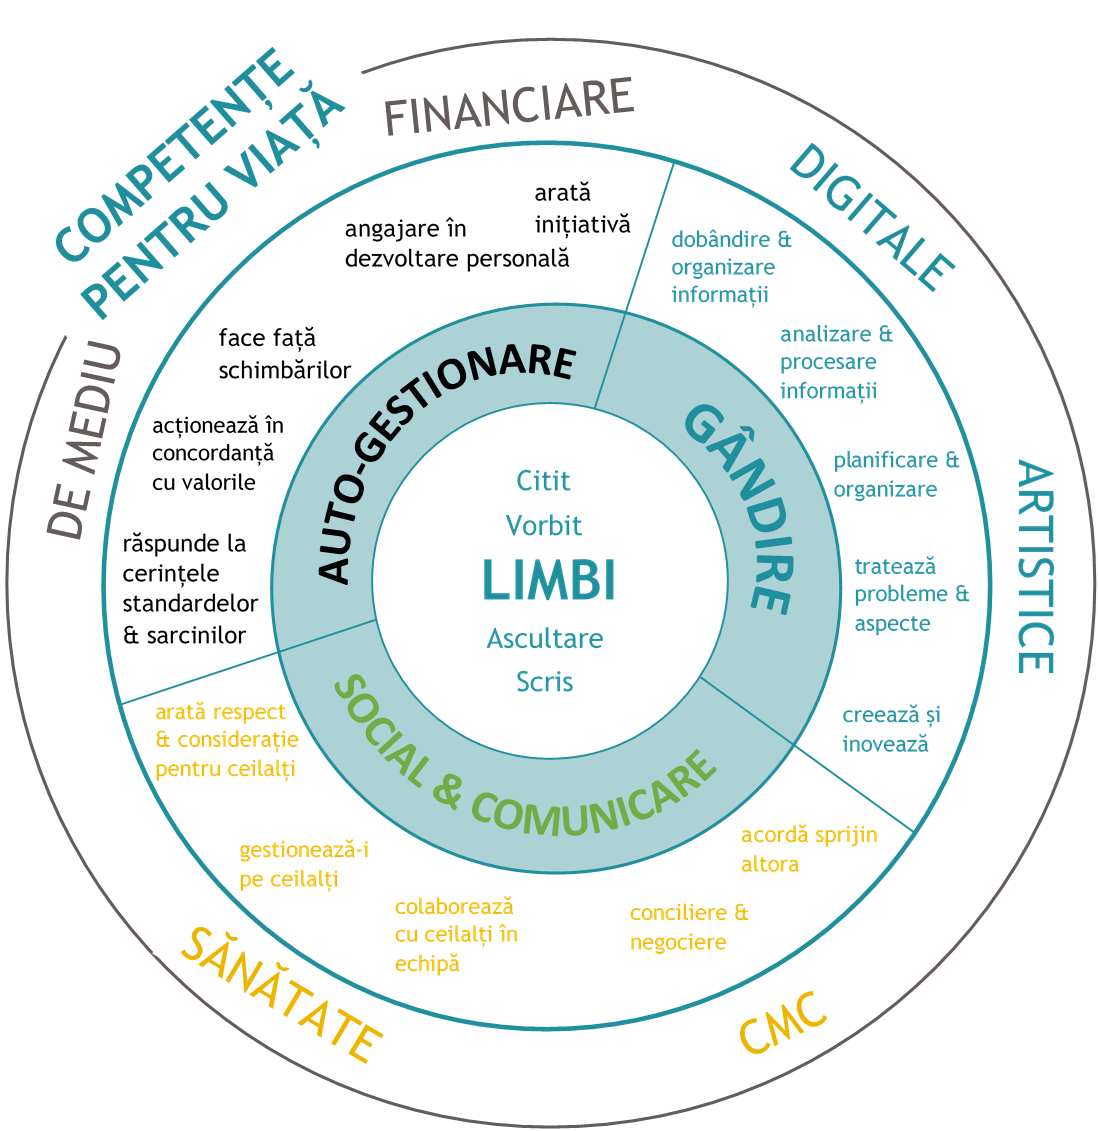 COMPETENȚE
PENTRU VIAȚĂ
FINANCIARE
DIGITALE
ARTISTICE
CMC
SĂNĂTATE
DE MEDIU
AUTO-GESTIONARE
arată
inițiativă
angajare în
dezvoltare personală
face față
schimbărilor
acționează în
concordanță
cu valorile
răspunde la
cerințele
standardelor
& sarcinilor
GÂNDIRE
dobândire &
organizare
informații
analizare &
procesare
informații
planificare &
organizare
tratează
probleme &
aspecte
creează și
inovează
SOCIAL & COMUNICARE
arată respect
& considerație
pentru ceilalți
gestionează-i
pe ceilalți
colaborează
cu ceilalți în
echipă
conciliere &
negociere
acordă sprijin
altora
Citit
Vorbit
LIMBI
Ascultare
Scris